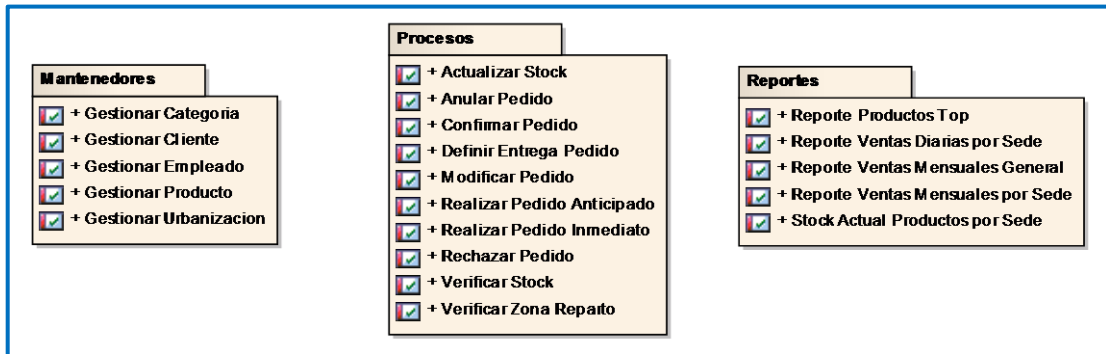 Mantenedores
+ Gestionar Categoria
+ Gestionar Cliente
+ Gestionar Empleado
+ Gestionar Producto
+ Gestionar Urbanizacion
Procesos
+ Actualizar Stock
+ Anular Pedido
+ Confirmar Pedido
+ Definir Entrega Pedido
+ Modificar Pedido
+ Realizar Pedido Anticipado
+ Realizar Pedido Inmediato
+ Rechazar Pedido
+ Verificar Stock
+ Verificar Zona Reparto
Reportes
+ Reporte Productos Top
+ Reporte Ventas Diarias por Sede
+ Reporte Ventas Mensuales General
+ Reporte Ventas Mensuales por Sede
+ Stock Actual Productos por Sede